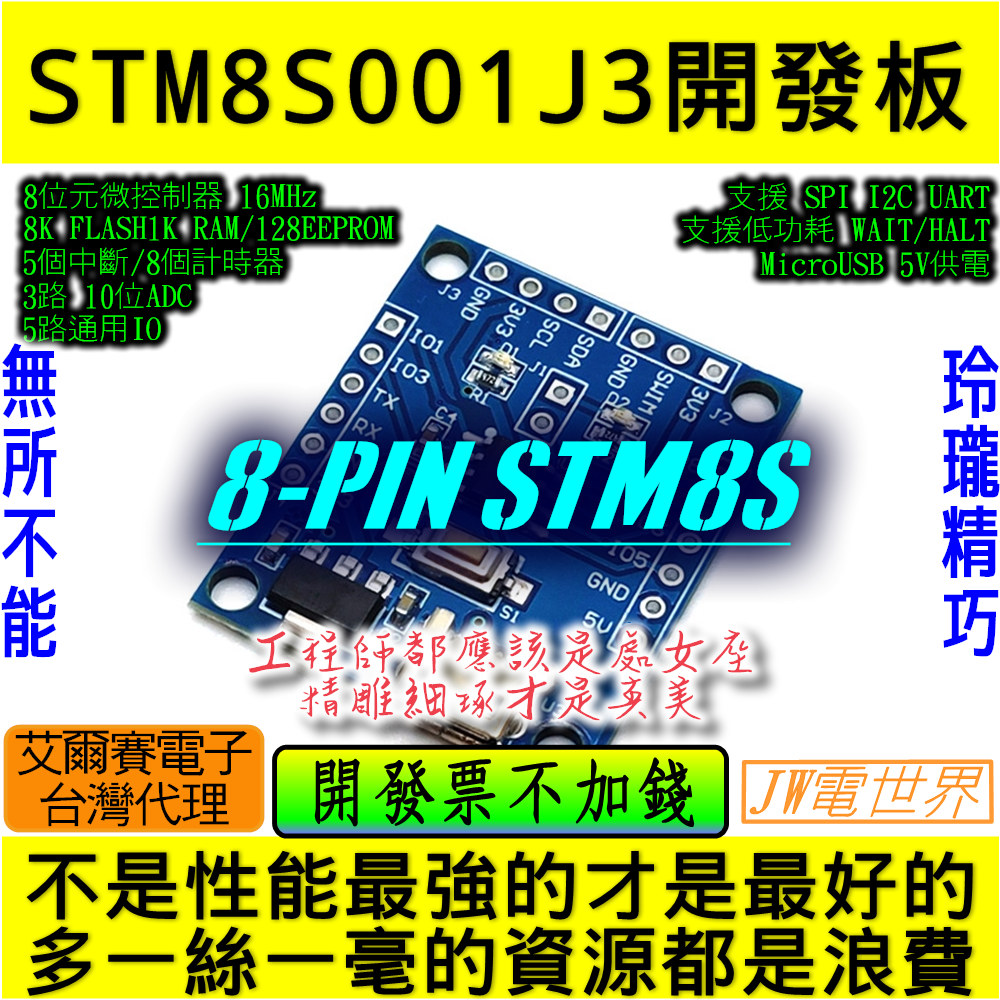 STM8S001J3開發板
8位元微控制器 16MHz
8K FLASH1K RAM/128EEPROM
5個中斷/8個計時器
3路 10位ADC
5路通用IO
支援 SPI I2C UART
支援低功耗 WAIT/HALT
MicroUSB 5V供電
無所不能
玲瓏精巧
J3
GND
3V3
SCL
SDA
J1
GND
SWIM
3V3
J2
IO1
IO3
TX
RX
R1
8-PIN STM8S
IO5
GND
5V
S1
工程師都應該是處女座
精雕細琢才是真美
艾爾賽電子
台灣代理
開發票不加錢
JW電世界
不是性能最強的才是最好的
多一絲一毫的資源都是浪費